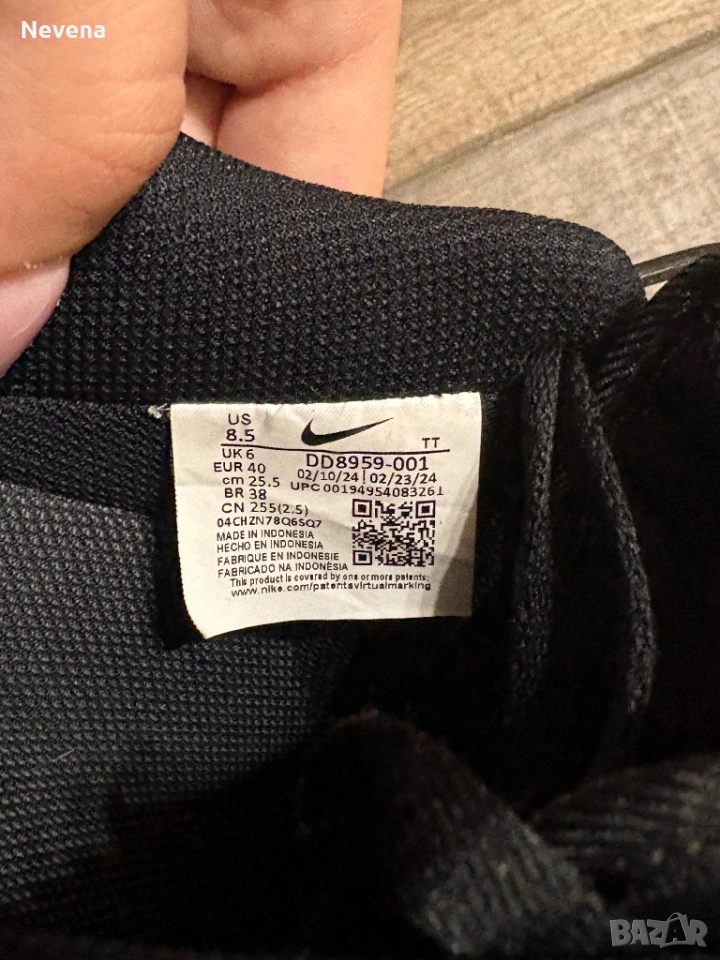 Nevena
US
8.5
UK 6
EUR 40
cm 25.5
BR 38
CN 255(2.5)
TT
DD8959-001
02/10/24 | 02/23/24
UPC 00194954083261
04CHZN78Q6SQ7
MADE IN INDONESIA
HECHO EN INDONESIA
FABRIQUE EN INDONESIE
FABRICADO NA INDONÉSIA
This product is covered by one or more patents:
www.nike.com/patentsvirtualmarking
BAZAR